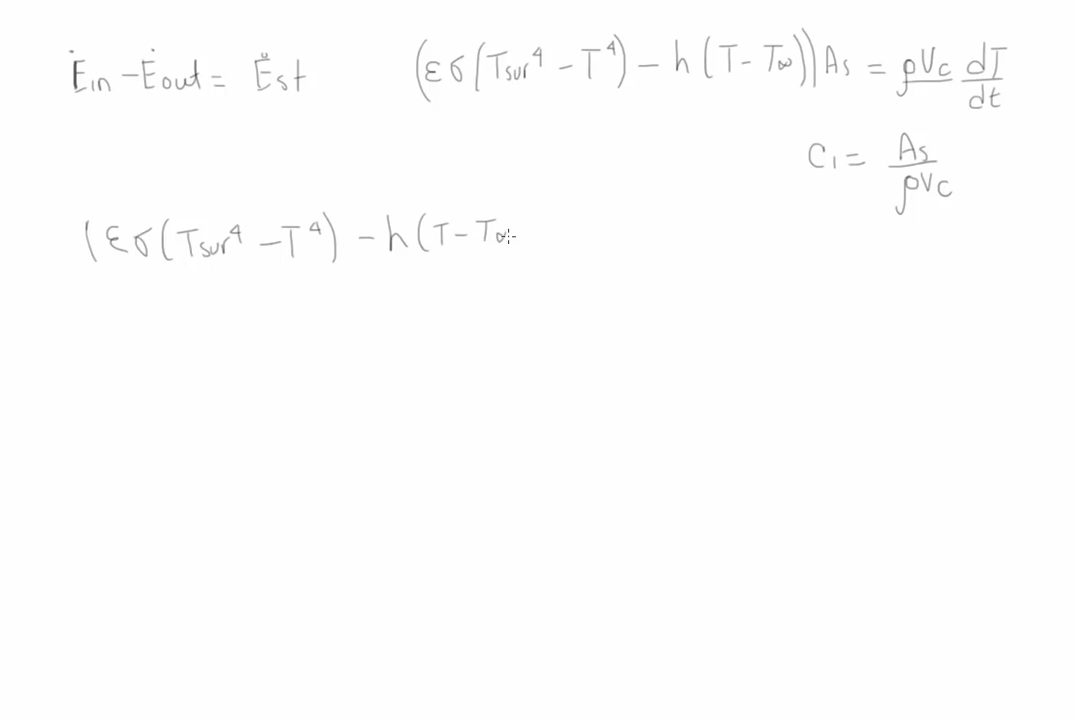 Ėin − Ėout = Ėst
(εσ(Tsur⁴ − T⁴) − h(T − T∞))As = ρVc dT/dt
C₁ = As/ρVc
(εσ(Tsur⁴ − T⁴) − h(T − T∞